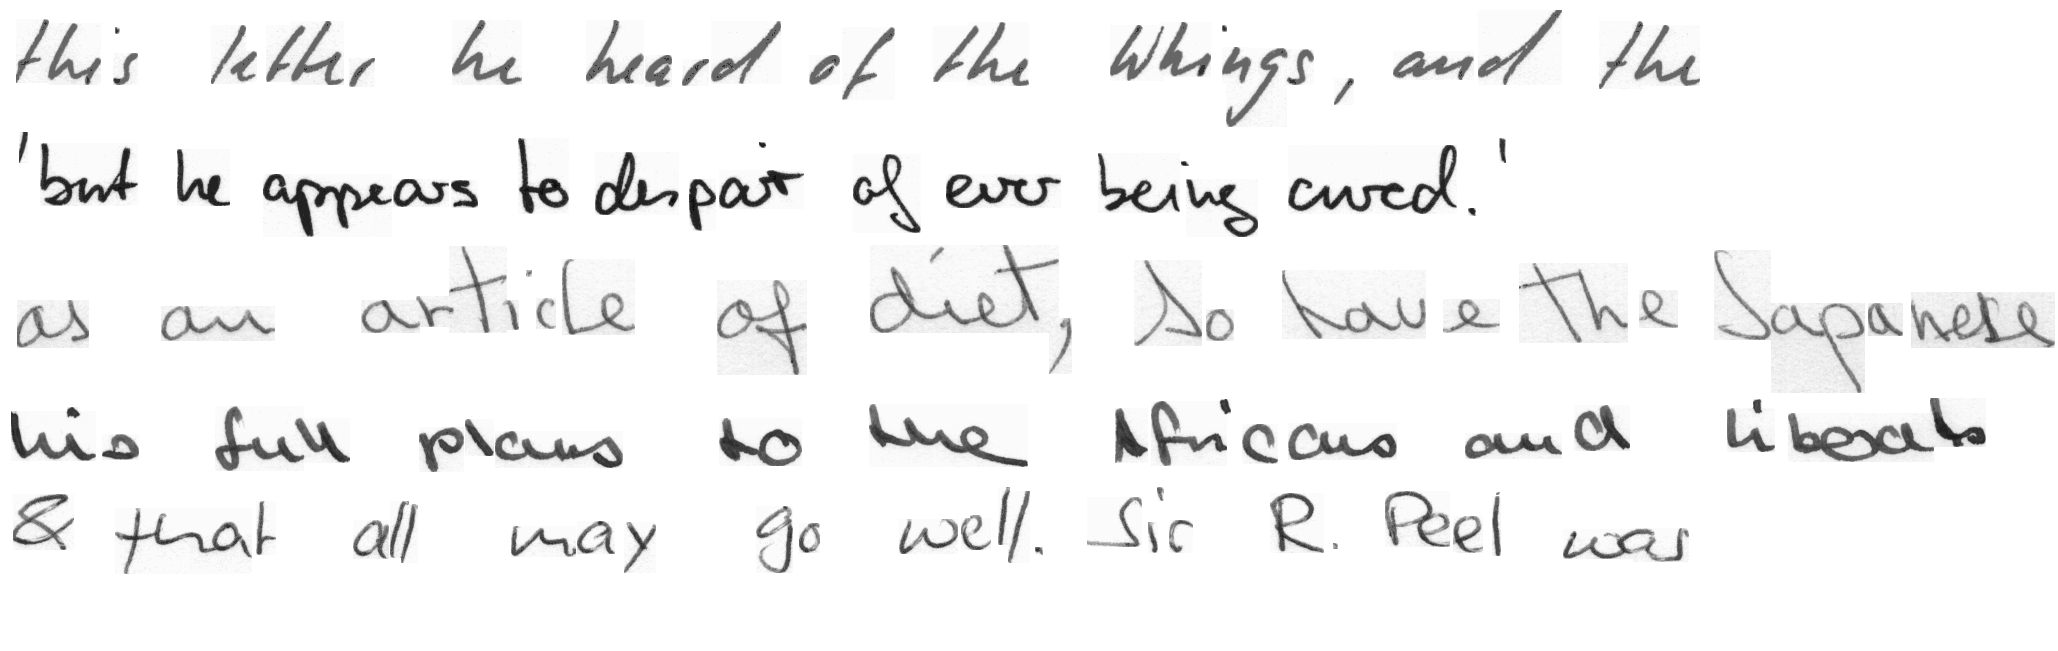 this letter he heard of the Whings, and the
'but he appears to despair of ever being cured.'
as an article of diet, so have the Japanese
his full plans to the Africans and liberals
& that all may go well. Sir R. Peel was